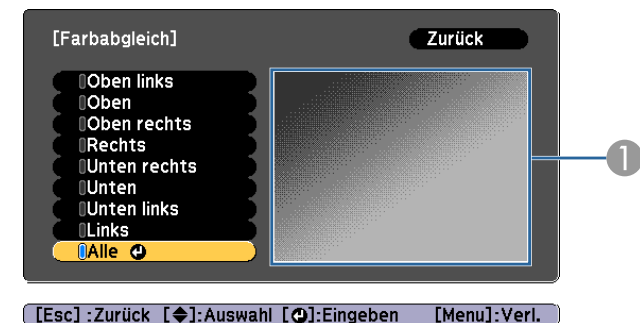 [Farbabgleich]
Zurück
Oben links
Oben
Oben rechts
Rechts
Unten rechts
Unten
Unten links
Links
Alle
1
[Esc] :Zurück [◆]:Auswahl [⏎]:Eingeben [Menu]:Verl.